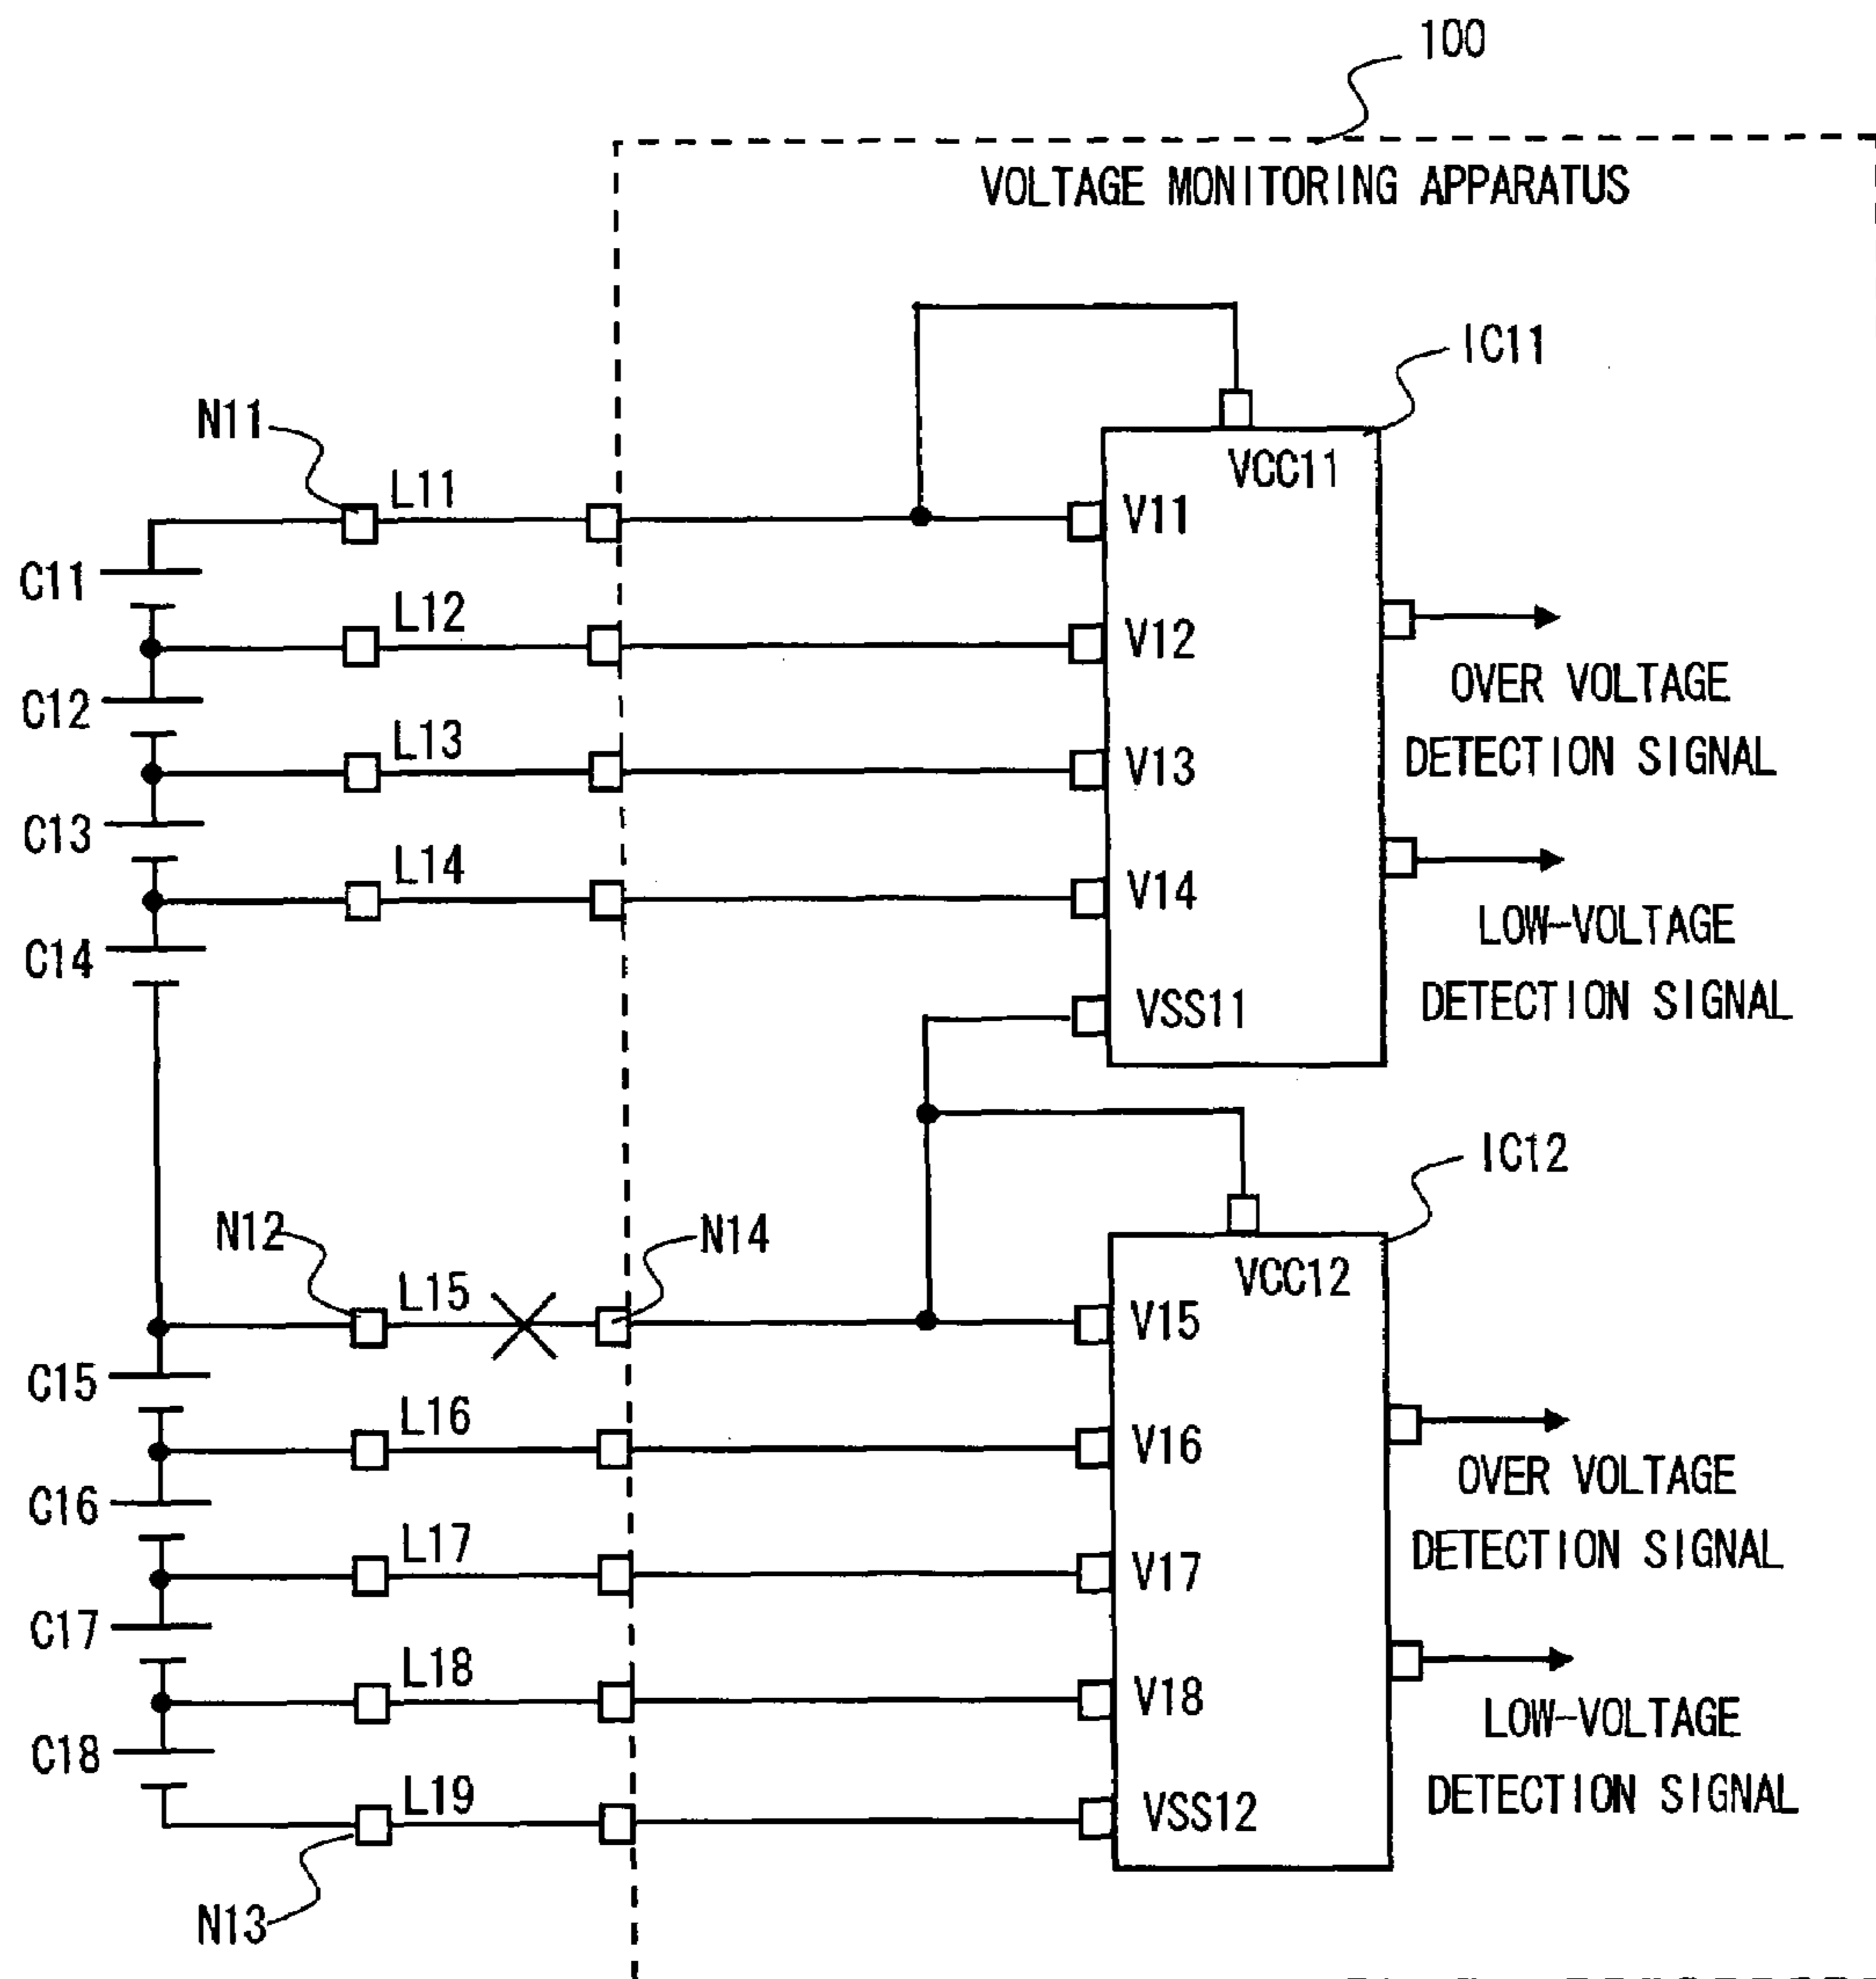 100
VOLTAGE MONITORING APPARATUS
IC11
N11
L11
VCC11
V11
C11
L12
V12
C12
OVER VOLTAGE
DETECTION SIGNAL
L13
V13
C13
L14
V14
C14
LOW-VOLTAGE
DETECTION SIGNAL
VSS11
IC12
N12
N14
L15
VCC12
V15
C15
L16
V16
OVER VOLTAGE
DETECTION SIGNAL
C16
L17
V17
C17
L18
V18
LOW-VOLTAGE
DETECTION SIGNAL
C18
L19
VSS12
N13